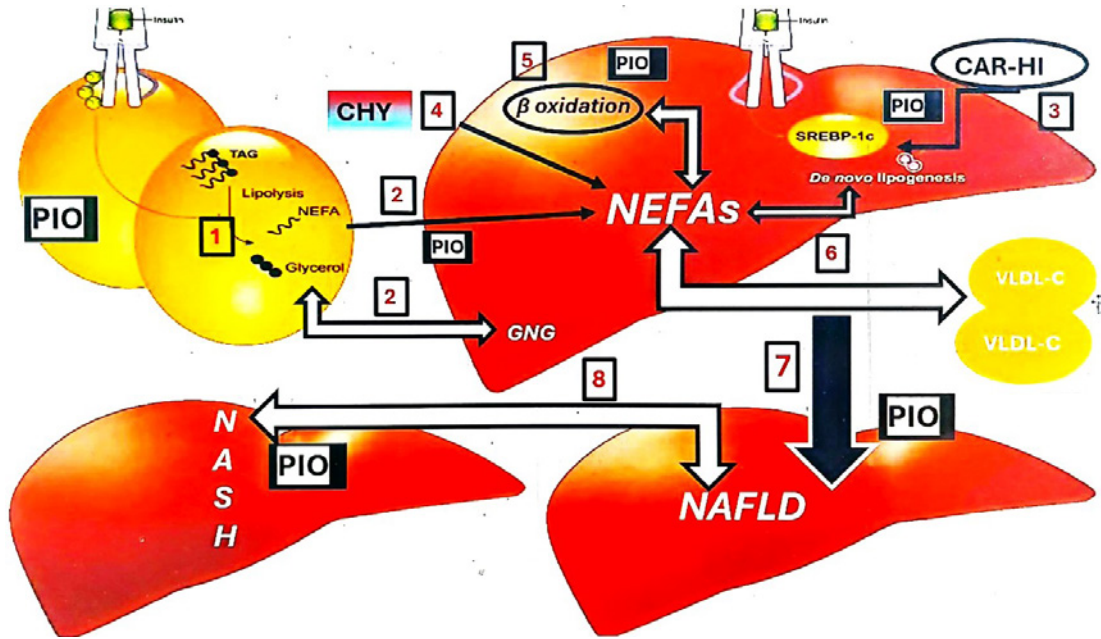 Insulin
Insulin
5
PIO
CAR-HI
CHY
4
β oxidation
PIO
3
SREBP-1c
TAG
Lipolysis
De novo lipogenesis
2
NEFAs
PIO
NEFA
1
PIO
6
Glycerol
VLDL-C
2
GNG
VLDL-C
8
7
N
A
S
H
PIO
PIO
NAFLD